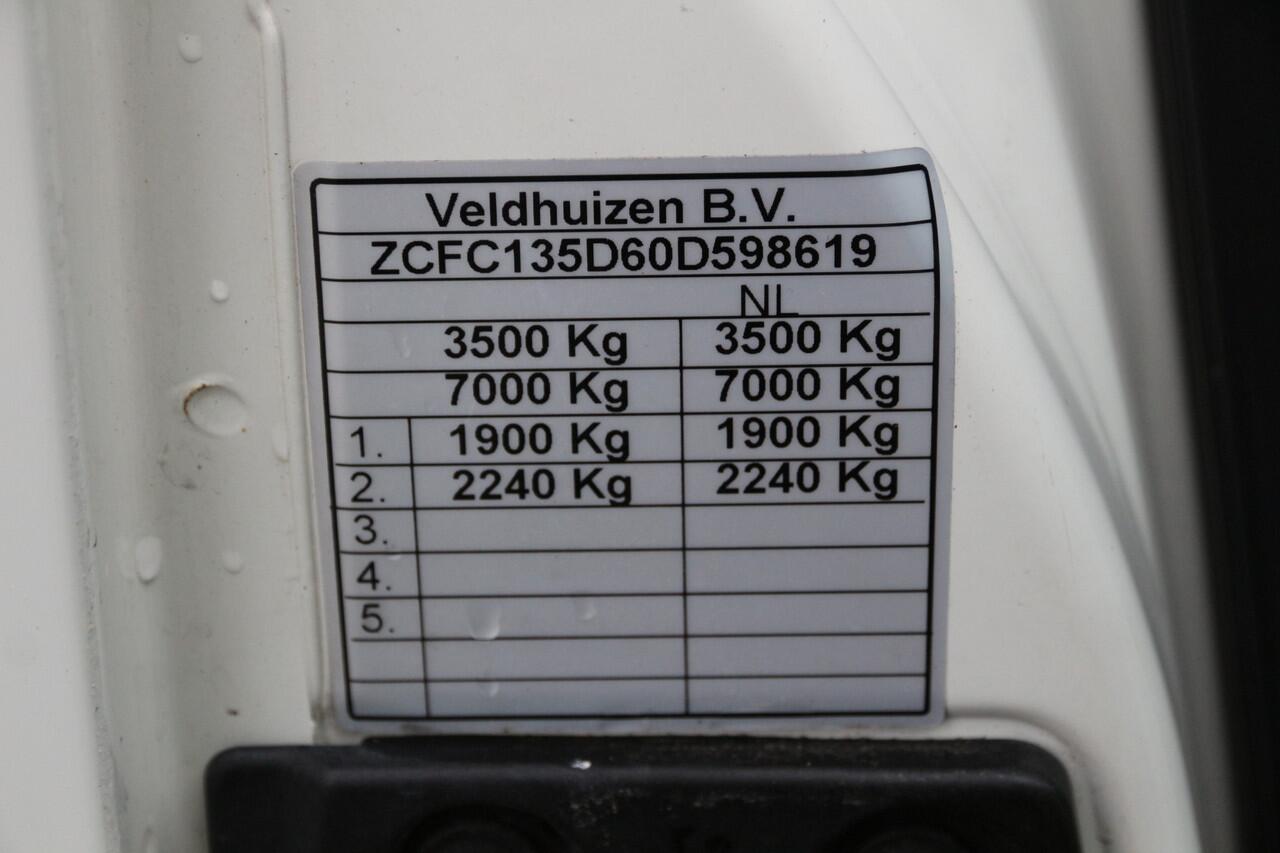 Veldhuizen B.V.
ZCFC135D60D598619
NL
3500 Kg 3500 Kg
7000 Kg 7000 Kg
1. 1900 Kg 1900 Kg
2. 2240 Kg 2240 Kg
3.
4.
5.